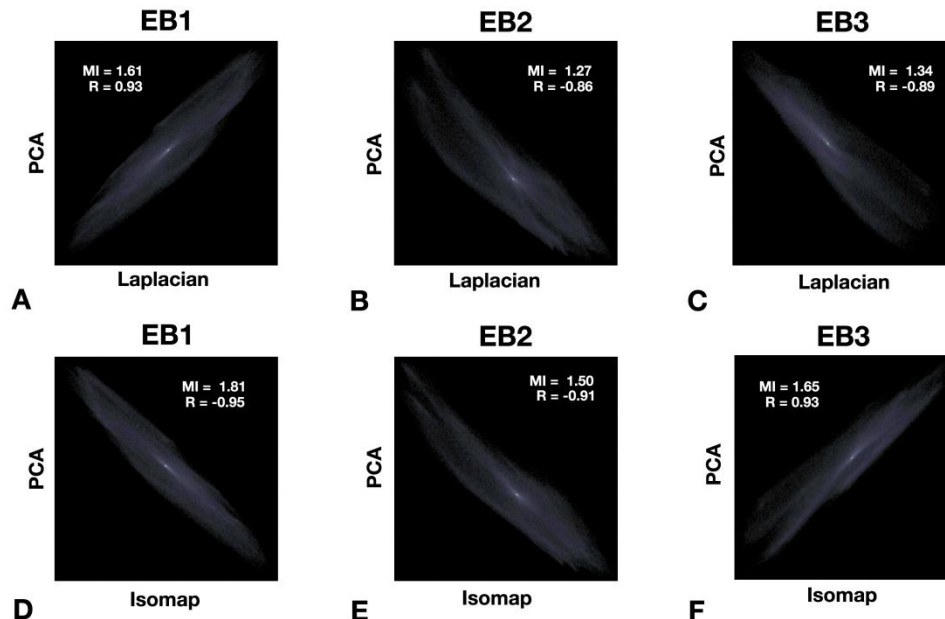 EB1
EB2
EB3
MI = 1.61
R = 0.93
MI = 1.27
R = -0.86
MI = 1.34
R = -0.89
PCA
PCA
PCA
Laplacian
Laplacian
Laplacian
A
B
C
EB1
EB2
EB3
MI = 1.81
R = -0.95
MI = 1.50
R = -0.91
MI = 1.65
R = 0.93
PCA
PCA
PCA
Isomap
Isomap
Isomap
D
E
F